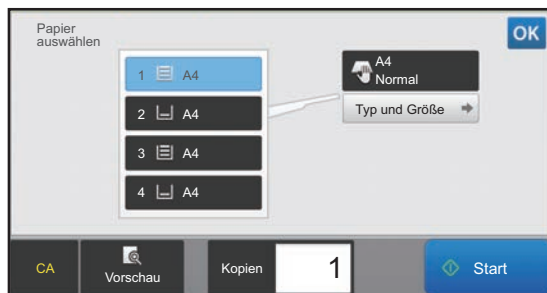 Papier
auswählen
OK
1 A4
2 A4
3 A4
4 A4
A4
Normal
Typ und Größe
CA
Vorschau
Kopien
1
Start